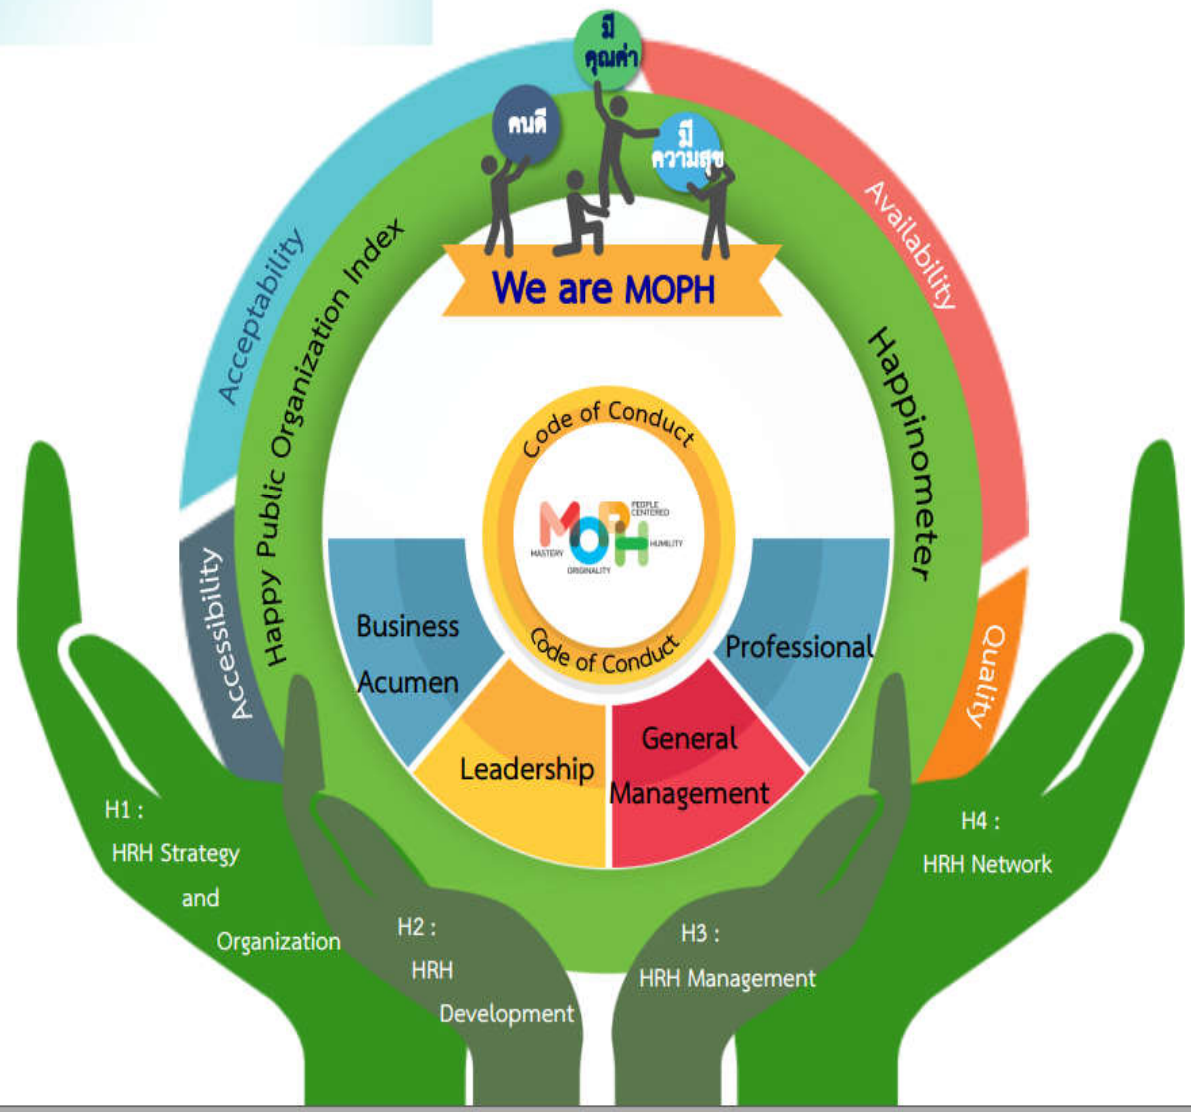 มี
คุณค่า
คนดี
มี
ความสุข
We are MOPH
Acceptability
Availability
Happy Public Organization Index
Happinometer
Accessibility
Quality
Code of Conduct
MOPH
PEOPLE
CENTERED
MASTERY
HUMILITY
ORIGINALITY
Code of Conduct
Business
Acumen
Leadership
General
Management
Professional
H1 :
HRH Strategy
and
Organization
H2 :
HRH
Development
H3 :
HRH Management
H4 :
HRH Network